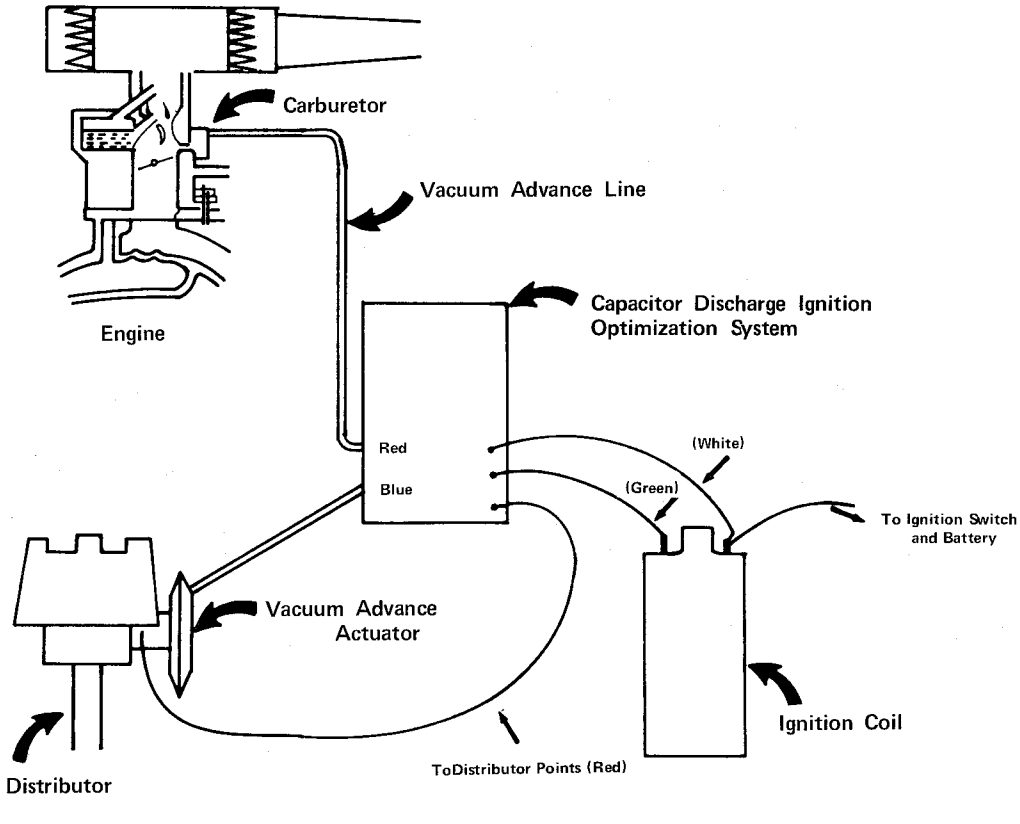 Carburetor
Vacuum Advance Line
Capacitor Discharge Ignition
Optimization System
Engine
Red
Blue
(White)
(Green)
To Ignition Switch
and Battery
Vacuum Advance
Actuator
Ignition Coil
ToDistributor Points (Red)
Distributor